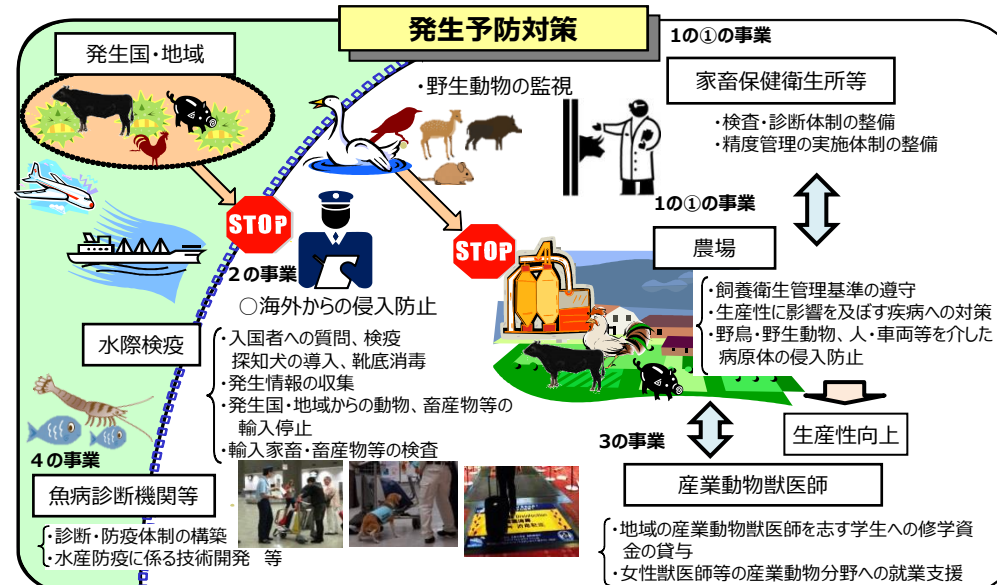 発生予防対策
発生国・地域
1の①の事業
家畜保健衛生所等
・検査・診断体制の整備
・精度管理の実施体制の整備
・野生動物の監視
STOP
STOP
1の①の事業
農場
・飼養衛生管理基準の遵守
・生産性に影響を及ぼす疾病への対策
・野鳥・野生動物、人・車両等を介した
病原体の侵入防止
生産性向上
2の事業
○海外からの侵入防止
水際検疫
・入国者への質問、検疫
探知犬の導入、靴底消毒
・発生情報の収集
・発生国・地域からの動物、畜産物等の
輸入停止
・輸入家畜・畜産物等の検査
4の事業
魚病診断機関等
・診断・防疫体制の構築
・水産防疫に係る技術開発 等
3の事業
産業動物獣医師
・地域の産業動物獣医師を志す学生への修学資
金の貸与
・女性獣医師等の産業動物分野への就業支援